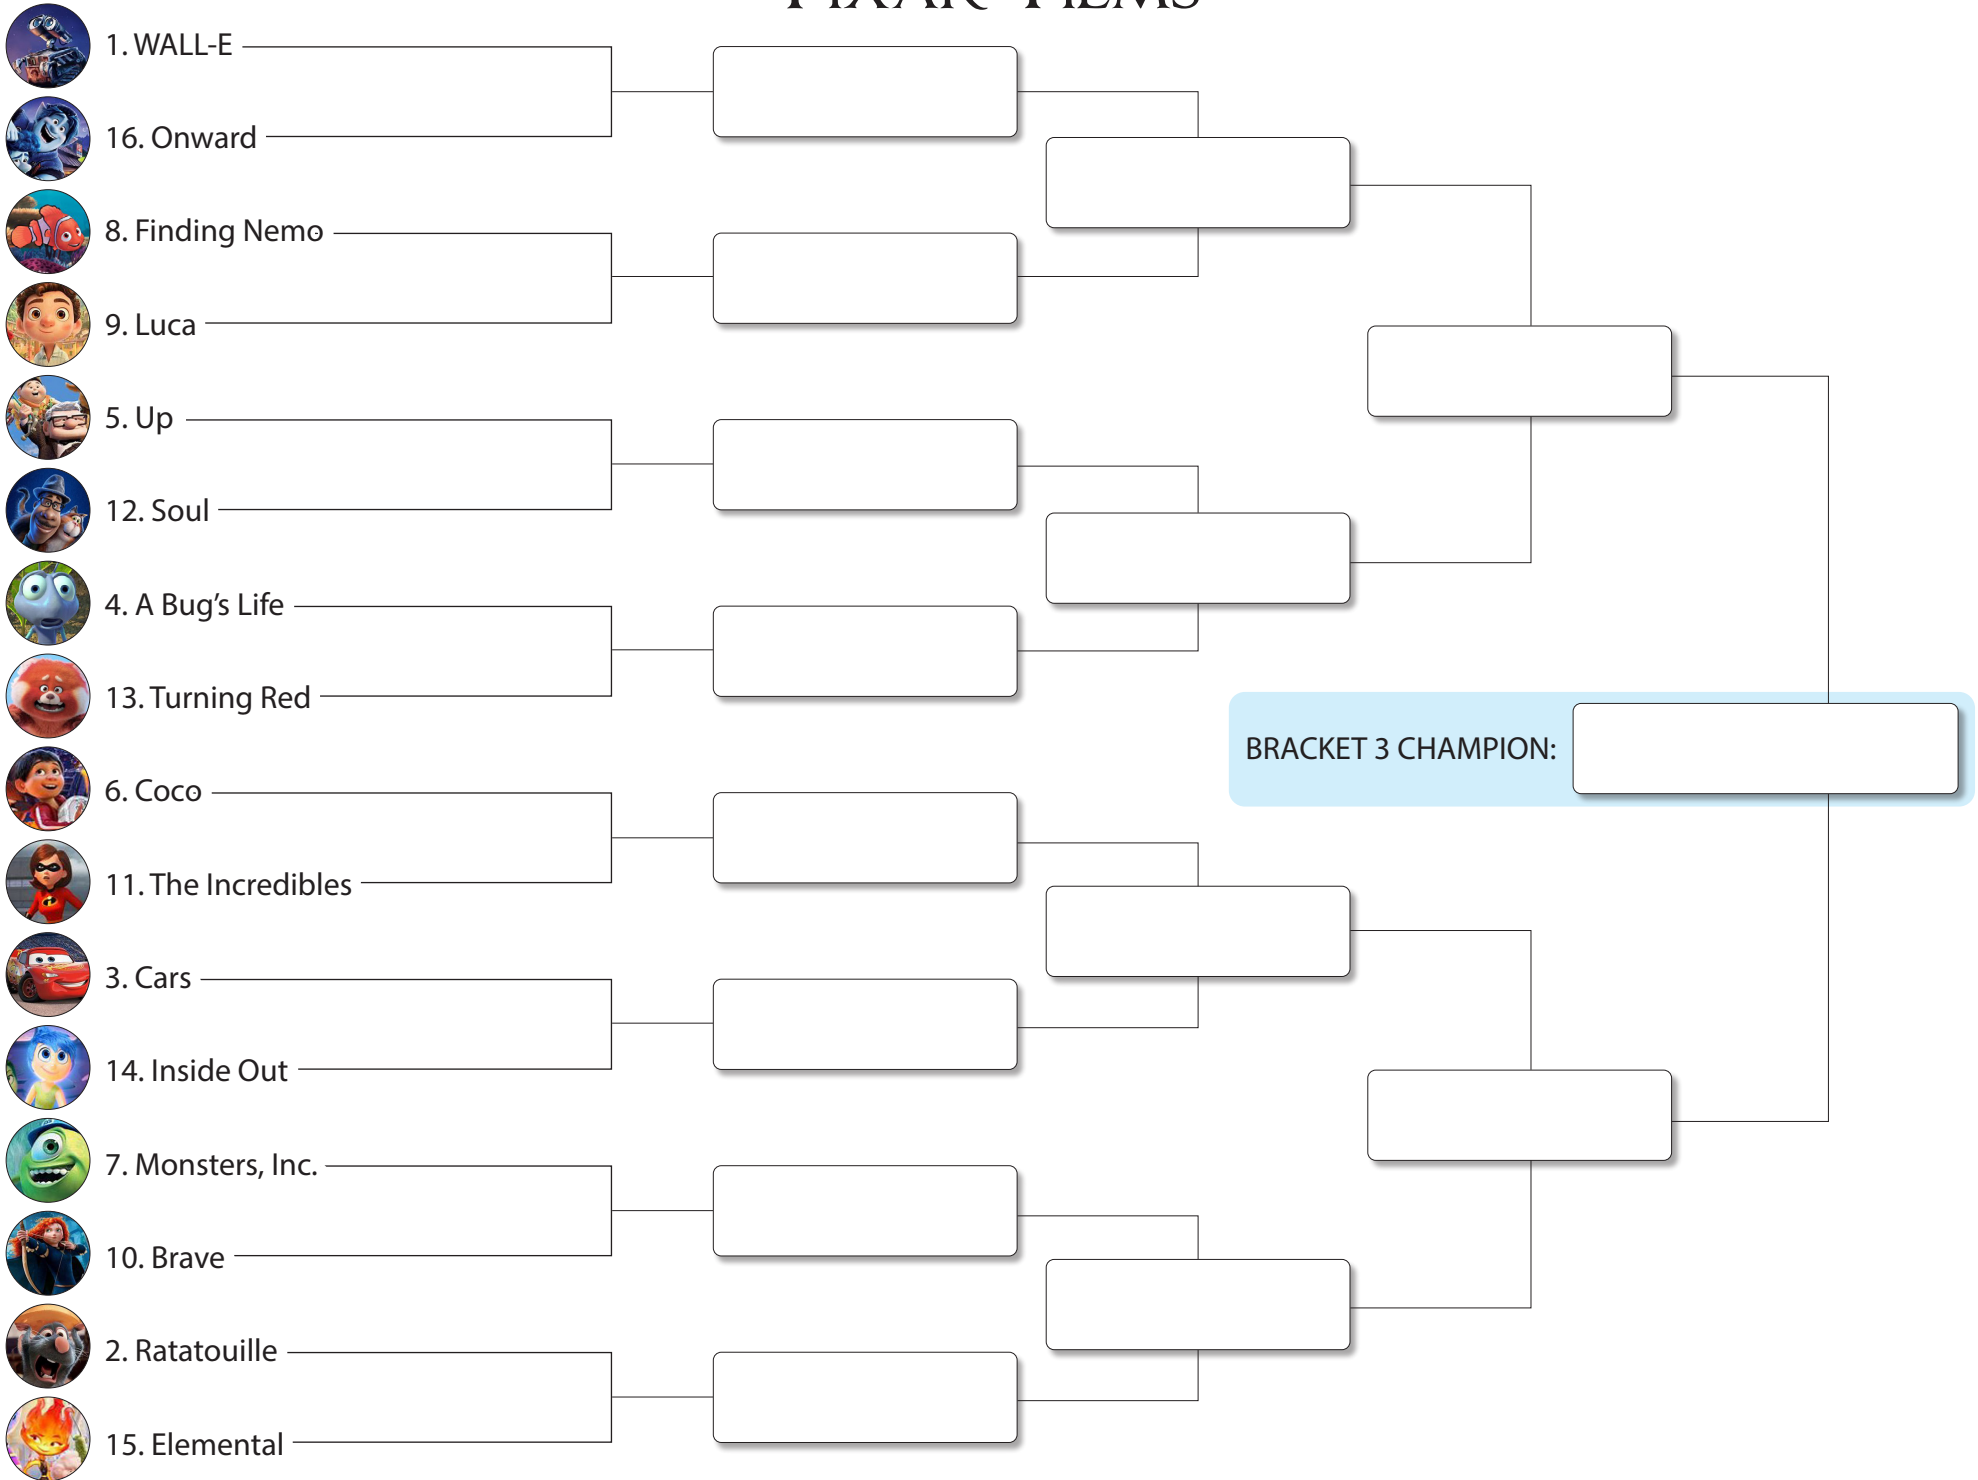 PIXAR FILMS
1. WALL-E
16. Onward
8. Finding Nemo
9. Luca
5. Up
12. Soul
4. A Bug’s Life
13. Turning Red
BRACKET 3 CHAMPION:
6. Coco
11. The Incredibles
3. Cars
14. Inside Out
7. Monsters, Inc.
10. Brave
2. Ratatouille
15. Elemental